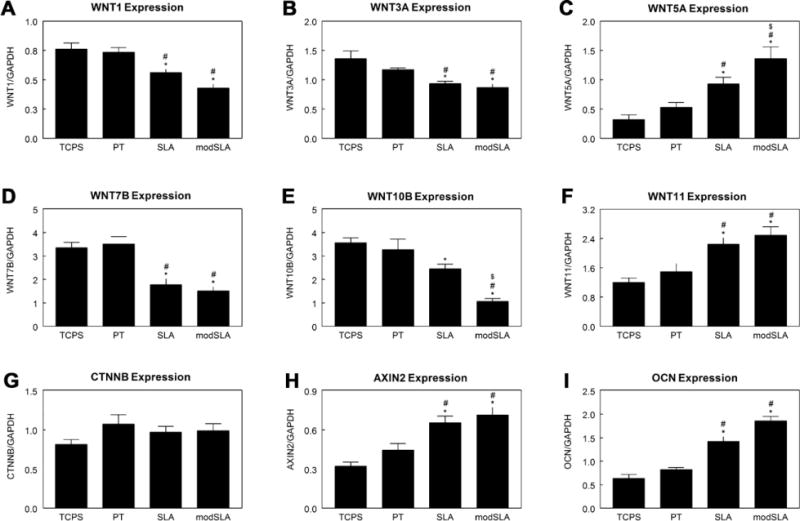 A
WNT1 Expression
WNT1/GAPDH
0.8
0.5
0.3
0.0
#
*
#
*
TCPS PT SLA modSLA
B
WNT3A Expression
WNT3A/GAPDH
2.0
1.5
1.0
0.5
0.0
#
*
#
*
TCPS PT SLA modSLA
C
WNT5A Expression
WNT5A/GAPDH
2.0
1.5
1.0
0.5
0.0
#
*
$
#
*
TCPS PT SLA modSLA
D
WNT7B Expression
WNT7B/GAPDH
5
4
3
2
1
0
#
*
#
*
TCPS PT SLA modSLA
E
WNT10B Expression
WNT10B/GAPDH
5
4
3
2
1
0
*
$
#
*
TCPS PT SLA modSLA
F
WNT11 Expression
WNT11/GAPDH
3.2
2.4
1.6
0.8
0.0
#
*
#
*
TCPS PT SLA modSLA
G
CTNNB Expression
CTNNB/GAPDH
1.5
1.0
0.5
0.0
TCPS PT SLA modSLA
H
AXIN2 Expression
AXIN2/GAPDH
0.9
0.6
0.3
0.0
#
*
#
*
TCPS PT SLA modSLA
I
OCN Expression
OCN/GAPDH
2.5
2.0
1.5
1.0
0.5
0.0
#
*
#
*
TCPS PT SLA modSLA